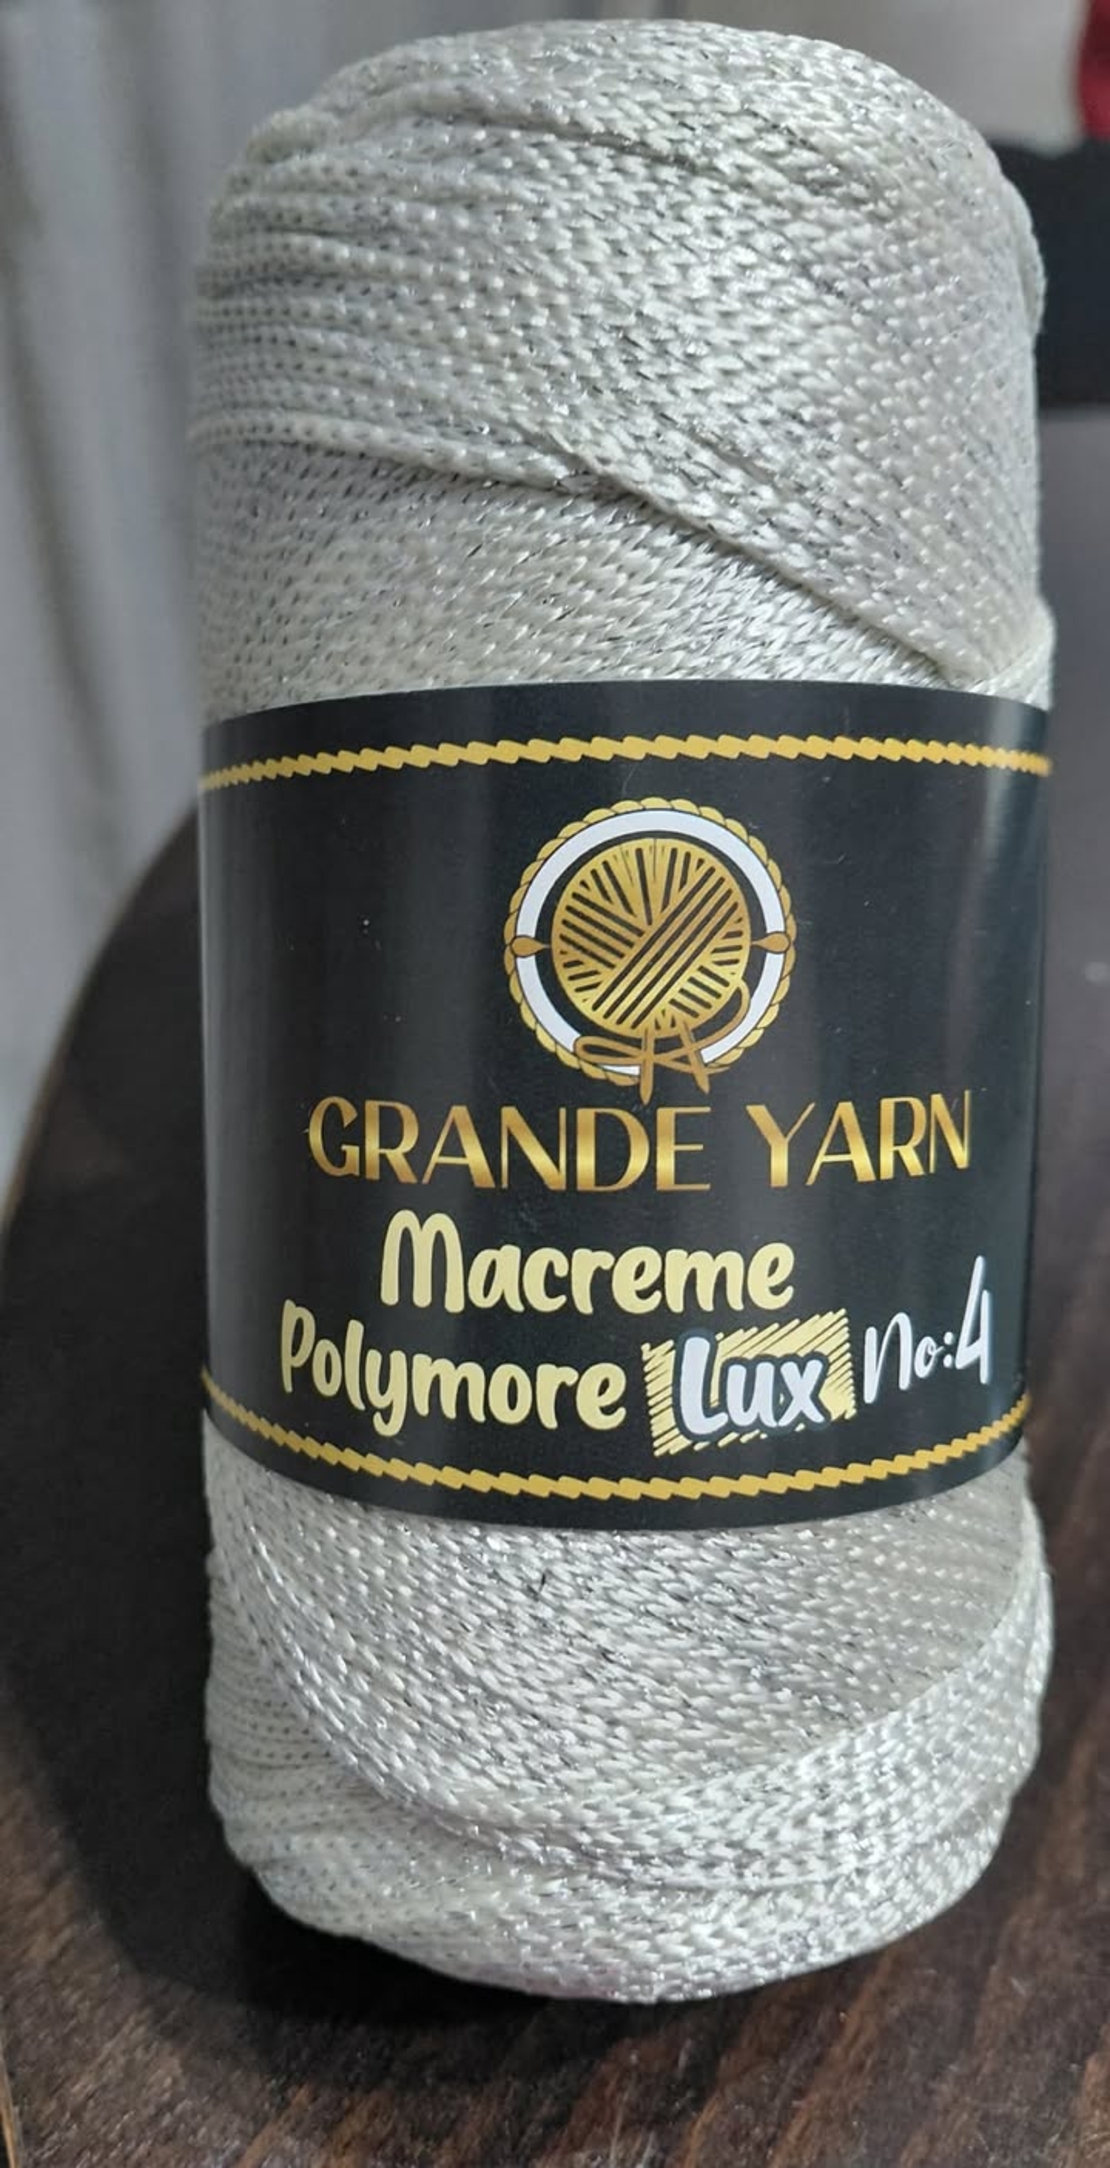 GRANDE YARN
Macreme
Polymore Lux No:4